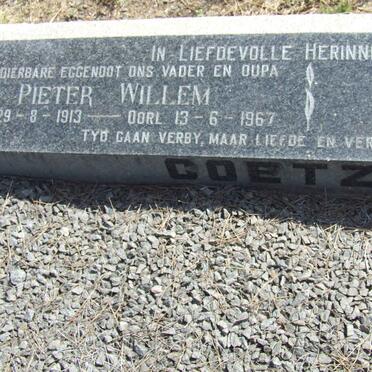 IN LIEFDEVOLLE HERINN
DIERBARE EGGENOOT ONS VADER EN OUPA
PIETER WILLEM
29-8-1913 — OORL 13-6-1967
TYD GAAN VERBY, MAAR LIEFDE EN VER
COETZ